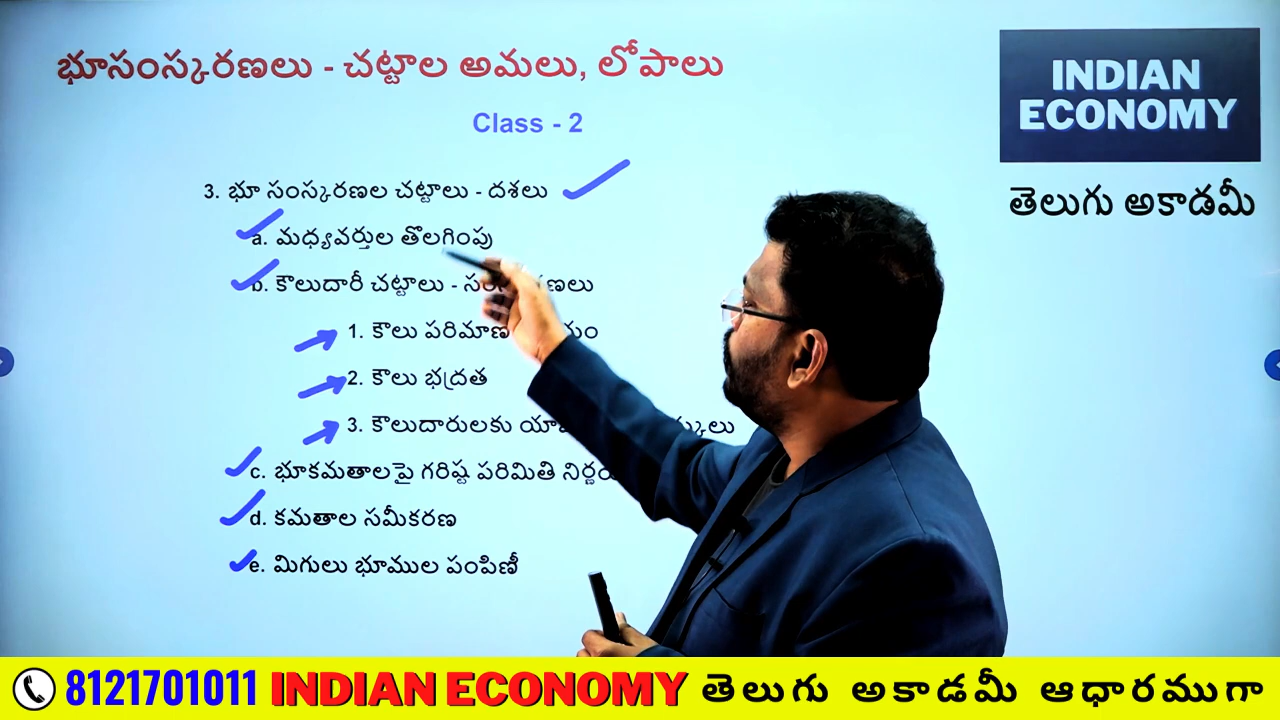 భూసంస్కరణలు - చట్టాల అమలు, లోపాలు
Class - 2
3. భూ సంస్కరణల చట్టాలు - దశలు
a. మధ్యవర్తుల తొలగింపు
b. కౌలుదారీ చట్టాలు -
1. కౌలు
2. కౌలు భద్రత
3. కౌలుదారులకు
c. భూకమతాలపై గరిష్ట పరిమితి
d. కమతాల సమీకరణ
e. మిగులు భూముల పంపిణీ
INDIAN
ECONOMY
తెలుగు అకాడమీ
8121701011 INDIAN ECONOMY తెలుగు అకాడమీ ఆధారముగా